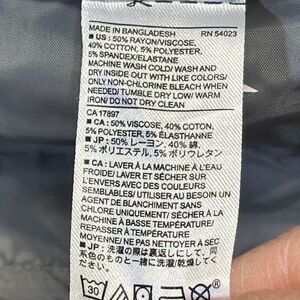 MADE IN BANGLADESH RN 54023
■ US : 50% RAYON/VISCOSE,
40% COTTON, 5% POLYESTER,
5% SPANDEX/ELASTANE
MACHINE WASH COLD/ WASH AND
DRY INSIDE OUT WITH LIKE COLORS/
ONLY NON-CHLORINE BLEACH WHEN
NEEDED/ TUMBLE DRY LOW/ WARM
IRON/ DO NOT DRY CLEAN
CA 17897
■ CA : 50% VISCOSE, 40% COTON,
5% POLYESTER, 5% ÉLASTHANNE
■ JP : 50% レーヨン, 40% 綿,
5% ポリエステル, 5% ポリウレタン
■ CA : LAVER À LA MACHINE À EAU
FROIDE/ LAVER ET SÉCHER SUR
L'ENVERS AVEC DES COULEURS
SEMBLABLES/ UTILISER AU BESOIN UN
AGENT DE BLANCHIMENT SANS
CHLORE UNIQUEMENT/ SÉCHER
À BASSE TEMPÉRATURE/
REPASSER À TEMPÉRATURE
MOYENNE/ NE PAS NETTOYER À SEC
■ JP : 洗濯の際は裏返しにして、同
系色のものと一緒に洗濯/乾燥してく
30